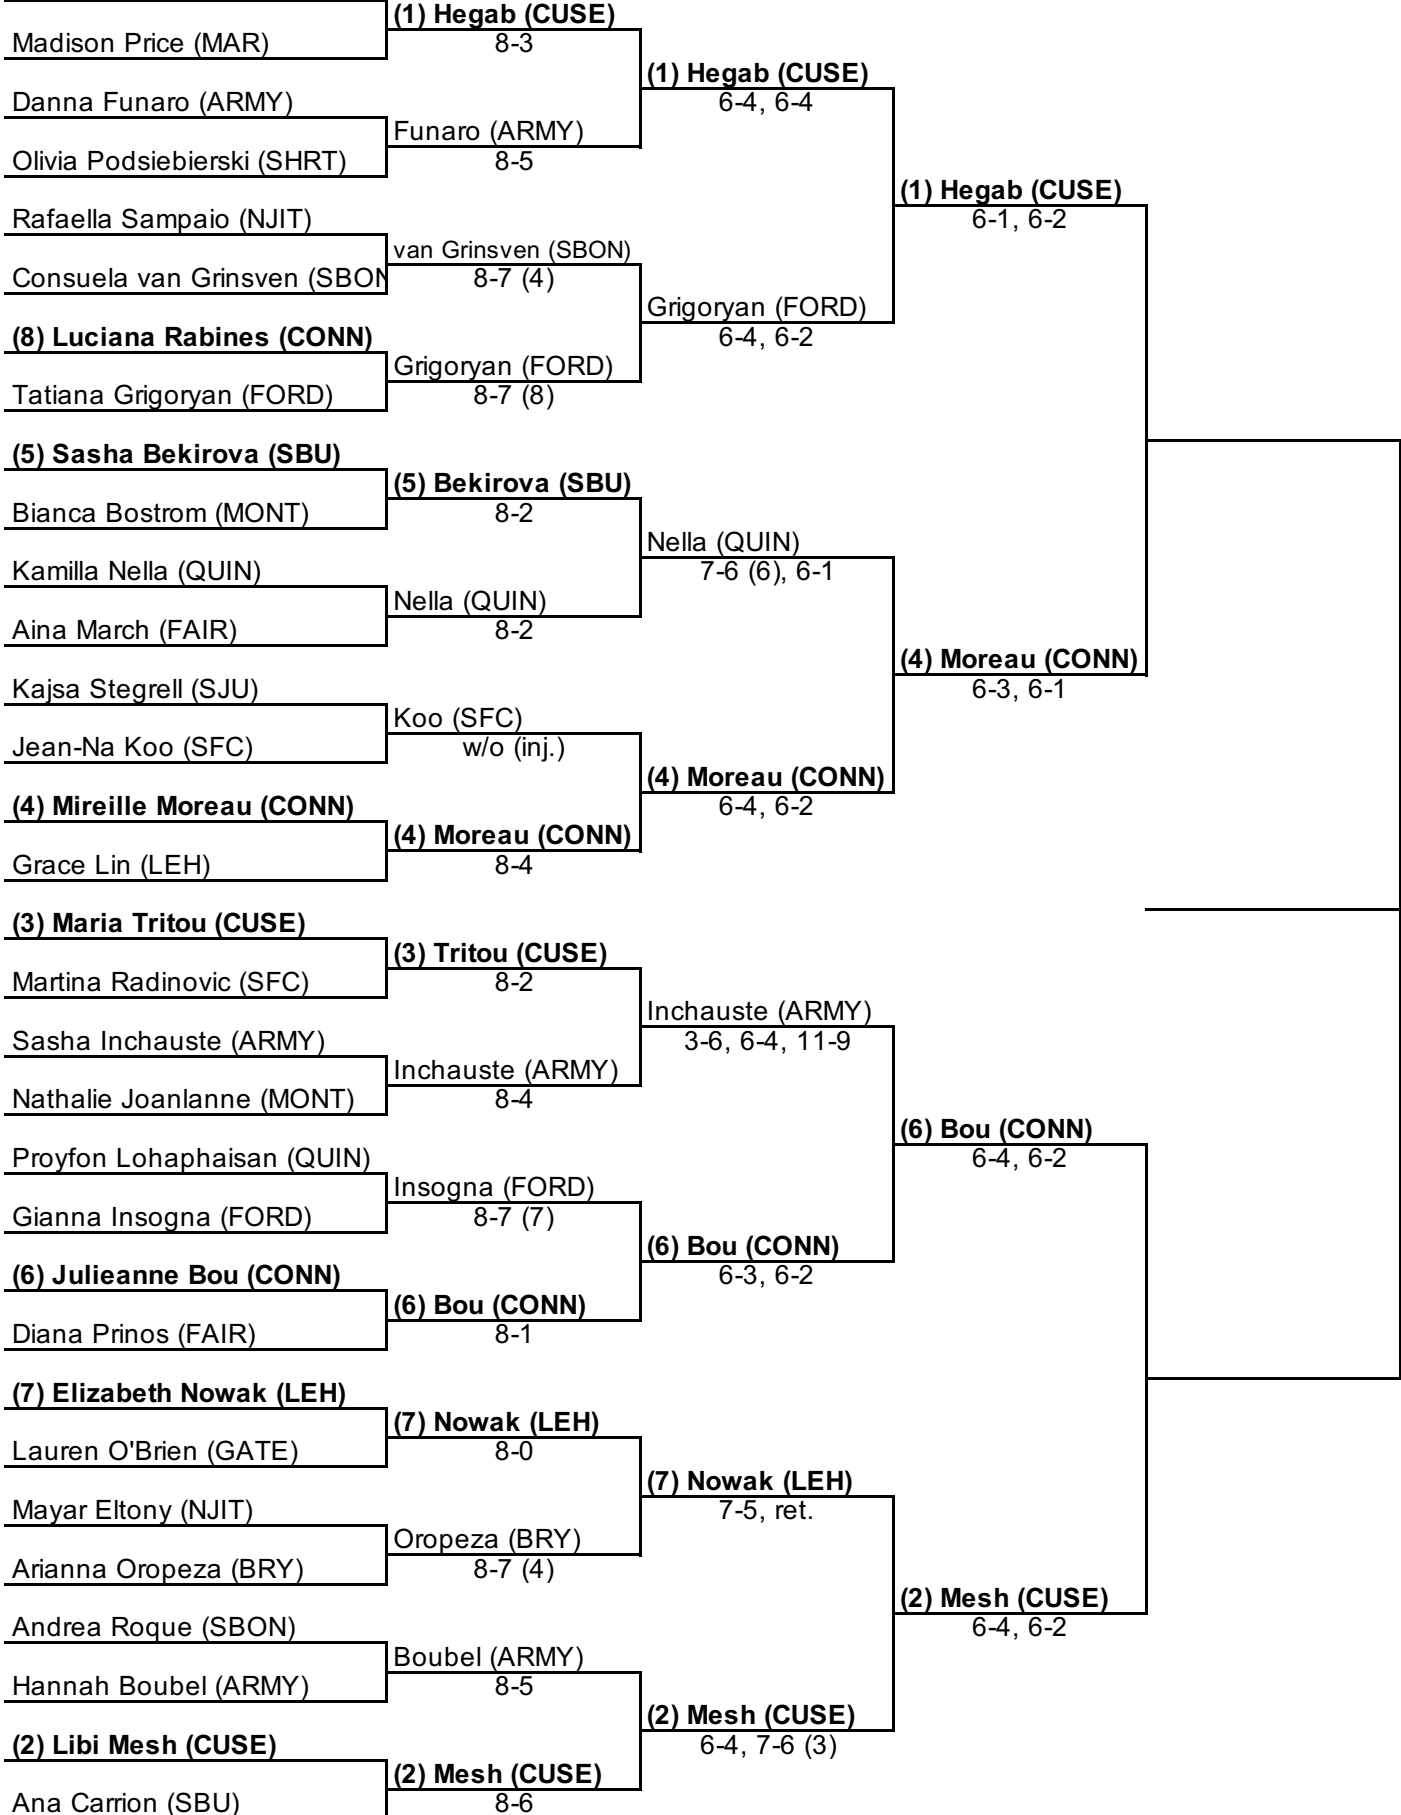 (1) Hegab (CUSE)
Madison Price (MAR)
8-3
(1) Hegab (CUSE)
Danna Funaro (ARMY)
6-4, 6-4
Funaro (ARMY)
Olivia Podsiebierski (SHRT)
8-5
(1) Hegab (CUSE)
Rafaella Sampaio (NJIT)
6-1, 6-2
van Grinsven (SBON)
Consuela van Grinsven (SBON
8-7 (4)
Grigoryan (FORD)
(8) Luciana Rabines (CONN)
6-4, 6-2
Grigoryan (FORD)
Tatiana Grigoryan (FORD)
8-7 (8)
(5) Sasha Bekirova (SBU)
(5) Bekirova (SBU)
Bianca Bostrom (MONT)
8-2
Nella (QUIN)
Kamilla Nella (QUIN)
7-6 (6), 6-1
Nella (QUIN)
Aina March (FAIR)
8-2
(4) Moreau (CONN)
Kajsa Stegrell (SJU)
6-3, 6-1
Koo (SFC)
Jean-Na Koo (SFC)
w/o (inj.)
(4) Moreau (CONN)
(4) Mireille Moreau (CONN)
6-4, 6-2
(4) Moreau (CONN)
Grace Lin (LEH)
8-4
(3) Maria Tritou (CUSE)
(3) Tritou (CUSE)
Martina Radinovic (SFC)
8-2
Inchauste (ARMY)
Sasha Inchauste (ARMY)
3-6, 6-4, 11-9
Inchauste (ARMY)
Nathalie Joanlanne (MONT)
8-4
(6) Bou (CONN)
Proyfon Lohaphaisan (QUIN)
6-4, 6-2
Insogna (FORD)
Gianna Insogna (FORD)
8-7 (7)
(6) Bou (CONN)
(6) Julieanne Bou (CONN)
6-3, 6-2
(6) Bou (CONN)
Diana Prinos (FAIR)
8-1
(7) Elizabeth Nowak (LEH)
(7) Nowak (LEH)
Lauren O'Brien (GATE)
8-0
(7) Nowak (LEH)
Mayar Eltony (NJIT)
7-5, ret.
Oropeza (BRY)
Arianna Oropeza (BRY)
8-7 (4)
(2) Mesh (CUSE)
Andrea Roque (SBON)
6-4, 6-2
Boubel (ARMY)
Hannah Boubel (ARMY)
8-5
(2) Mesh (CUSE)
(2) Libi Mesh (CUSE)
6-4, 7-6 (3)
(2) Mesh (CUSE)
Ana Carrion (SBU)
8-6